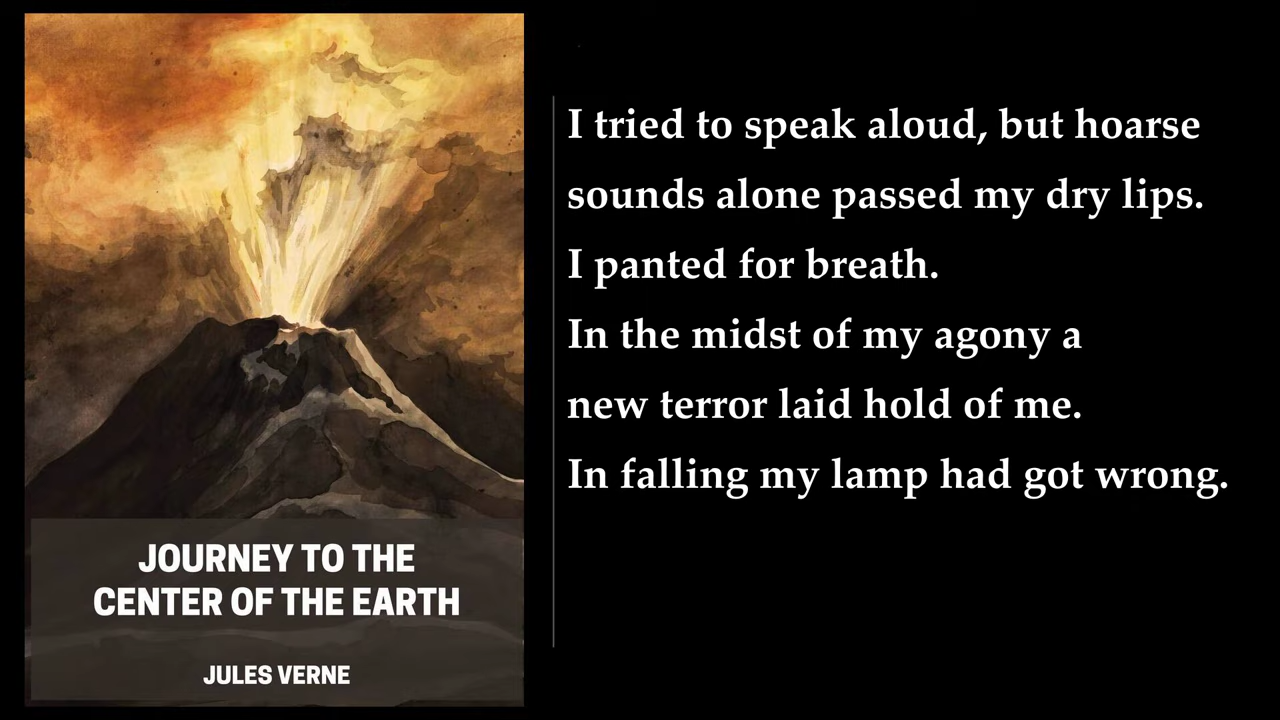 JOURNEY TO THE
CENTER OF THE EARTH
JULES VERNE
I tried to speak aloud, but hoarse
sounds alone passed my dry lips.
I panted for breath.
In the midst of my agony a
new terror laid hold of me.
In falling my lamp had got wrong.